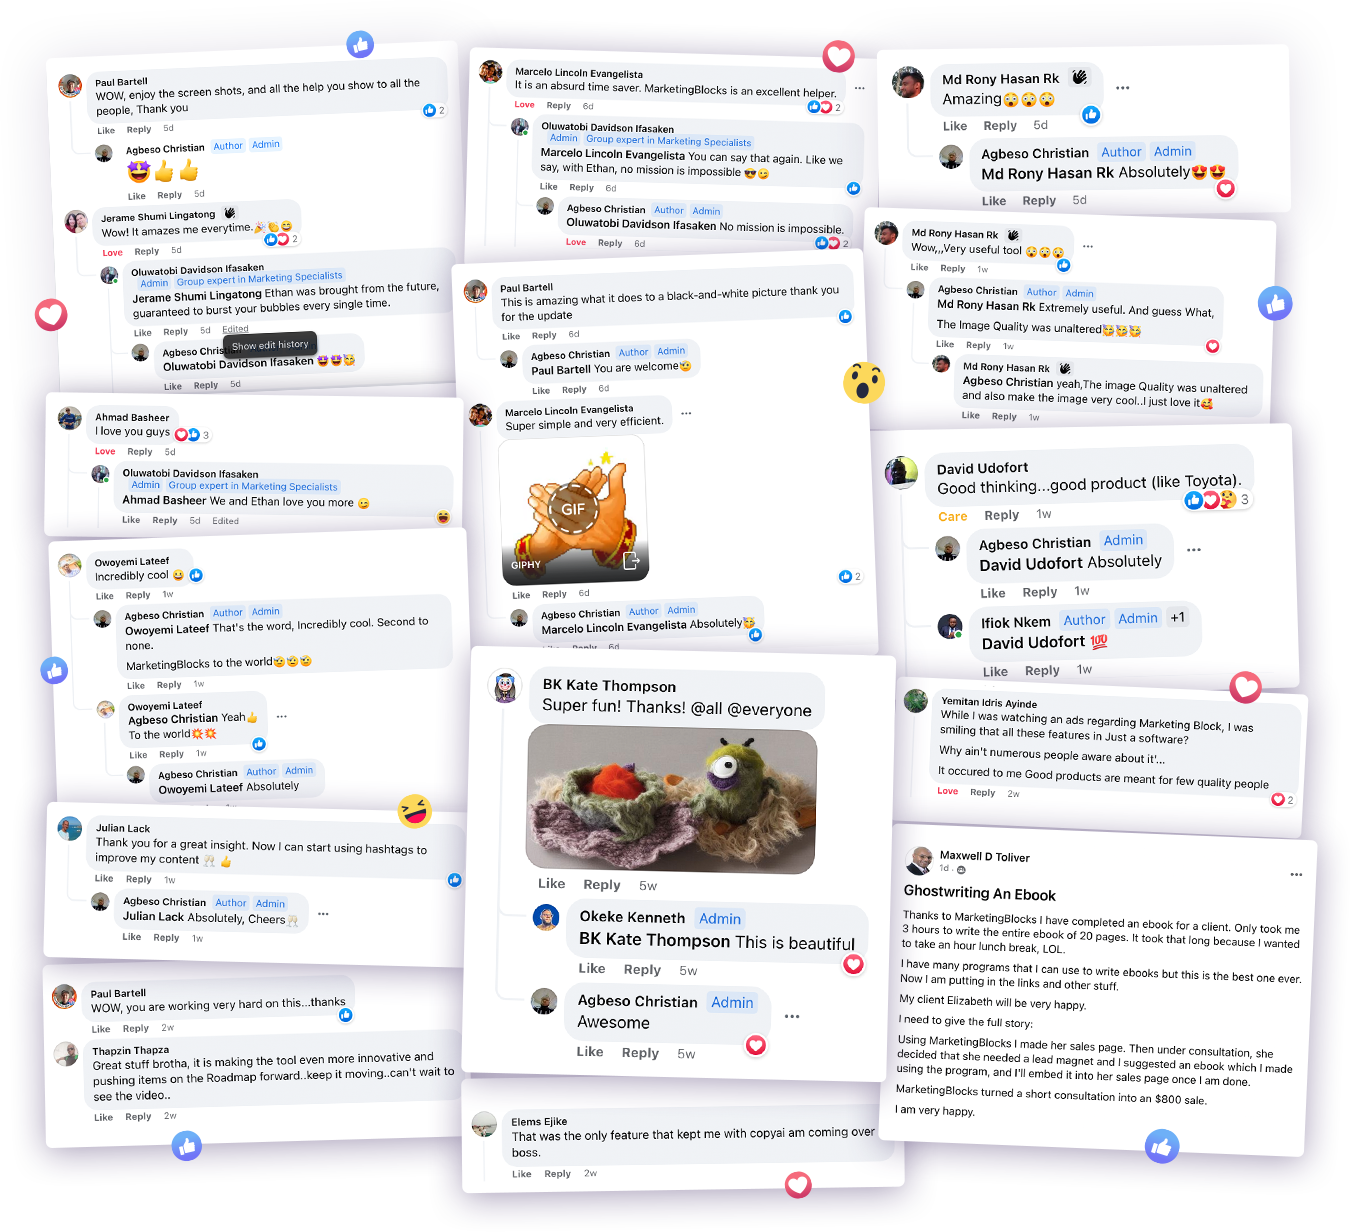 Paul Bartell
WOW, enjoy the screen shots, and all the help you show to all the
people, Thank you
2
Like Reply 5d
Agbeso Christian Author Admin
🤩👍👍
Like Reply 5d
Jerame Shumi Lingatong
Wow! It amazes me everytime.🎉👏😄
2
Love Reply 5d
Oluwatobi Davidson Ifasaken
Admin Group expert in Marketing Specialists
Jerame Shumi Lingatong Ethan was brought from the future,
guaranteed to burst your bubbles every single time.
Like Reply 5d Edited
Show edit history
Agbeso
Oluwatobi Davidson Ifasaken 🤩🤩🥳
Like Reply 5d
Ahmad Basheer
I love you guys
3
Love Reply 5d
Oluwatobi Davidson Ifasaken
Admin Group expert in Marketing Specialists
Ahmad Basheer We and Ethan love you more 😉
Like Reply 5d Edited
Owoyemi Lateef
Incredibly cool 😀
Like Reply 1w
Agbeso Christian Author Admin
Owoyemi Lateef That's the word, Incredibly cool. Second to
none.
MarketingBlocks to the world
Like Reply 1w
Owoyemi Lateef
Agbeso Christian Yeah👍
To the world💥💥
Like Reply 1w
Agbeso Christian Author Admin
Owoyemi Lateef Absolutely
Julian Lack
Thank you for a great insight. Now I can start using hashtags to
improve my content 🥂 👍
Like Reply 1w
Agbeso Christian Author Admin
Julian Lack Absolutely, Cheers🥂
Like Reply 1w
Paul Bartell
WOW, you are working very hard on this...thanks
Like Reply 2w
Thapzin Thapza
Great stuff brotha, it is making the tool even more innovative and
pushing items on the Roadmap forward..keep it moving..can't wait to
see the video..
Like Reply 2w
Marcelo Lincoln Evangelista
It is an absurd time saver. MarketingBlocks is an excellent helper.
2
Love Reply 6d
Oluwatobi Davidson Ifasaken
Admin Group expert in Marketing Specialists
Marcelo Lincoln Evangelista You can say that again. Like we
say, with Ethan, no mission is impossible 😎😉
Like Reply 6d
Agbeso Christian Author Admin
Oluwatobi Davidson Ifasaken No mission is impossible.
Love Reply 6d
2
Paul Bartell
This is amazing what it does to a black-and-white picture thank you
for the update
Like Reply 6d
Agbeso Christian Author Admin
Paul Bartell You are welcome
Like Reply 6d
Marcelo Lincoln Evangelista
Super simple and very efficient.
GIF
GIPHY
2
Like Reply 6d
Agbeso Christian Author Admin
Marcelo Lincoln Evangelista Absolutely🥳
Like Reply 6d
BK Kate Thompson
Super fun! Thanks! @all @everyone
Like Reply 5w
Okeke Kenneth Admin
BK Kate Thompson This is beautiful
Like Reply 5w
Agbeso Christian Admin
Awesome
Like Reply 5w
Elems Ejike
That was the only feature that kept me with copyai am coming over
boss.
Like Reply 2w
Md Rony Hasan Rk
Amazing😲😲😲
Like Reply 5d
Agbeso Christian Author Admin
Md Rony Hasan Rk Absolutely😍😍
Like Reply 5d
Md Rony Hasan Rk
Wow,,,Very useful tool 😲😲😲
Like Reply 1w
Agbeso Christian Author Admin
Md Rony Hasan Rk Extremely useful. And guess What,
The Image Quality was unaltered🥳🥳🥳
Md Rony Hasan Rk
Agbeso Christian yeah,The image Quality was unaltered
and also make the image very cool..I just love it🥰
Like Reply 1w
David Udofort
Good thinking...good product (like Toyota).
3
Care Reply 1w
Agbeso Christian Admin
David Udofort Absolutely
Like Reply 1w
Ifiok Nkem Author Admin +1
David Udofort 💯
Like Reply 1w
Yemitan Idris Ayinde
While I was watching an ads regarding Marketing Block, I was
smiling that all these features in Just a software?
Why ain't numerous people aware about it'...
It occured to me Good products are meant for few quality people
Love Reply 2w
2
Maxwell D Toliver
1d
Ghostwriting An Ebook
Thanks to MarketingBlocks I have completed an ebook for a client. Only took me
3 hours to write the entire ebook of 20 pages. It took that long because I wanted
to take an hour lunch break, LOL.
I have many programs that I can use to write ebooks but this is the best one ever.
Now I am putting in the links and other stuff.
My client Elizabeth will be very happy.
I need to give the full story:
Using MarketingBlocks I made her sales page. Then under consultation, she
decided that she needed a lead magnet and I suggested an ebook which I made
using the program, and I'll embed it into her sales page once I am done.
MarketingBlocks turned a short consultation into an $800 sale.
I am very happy.